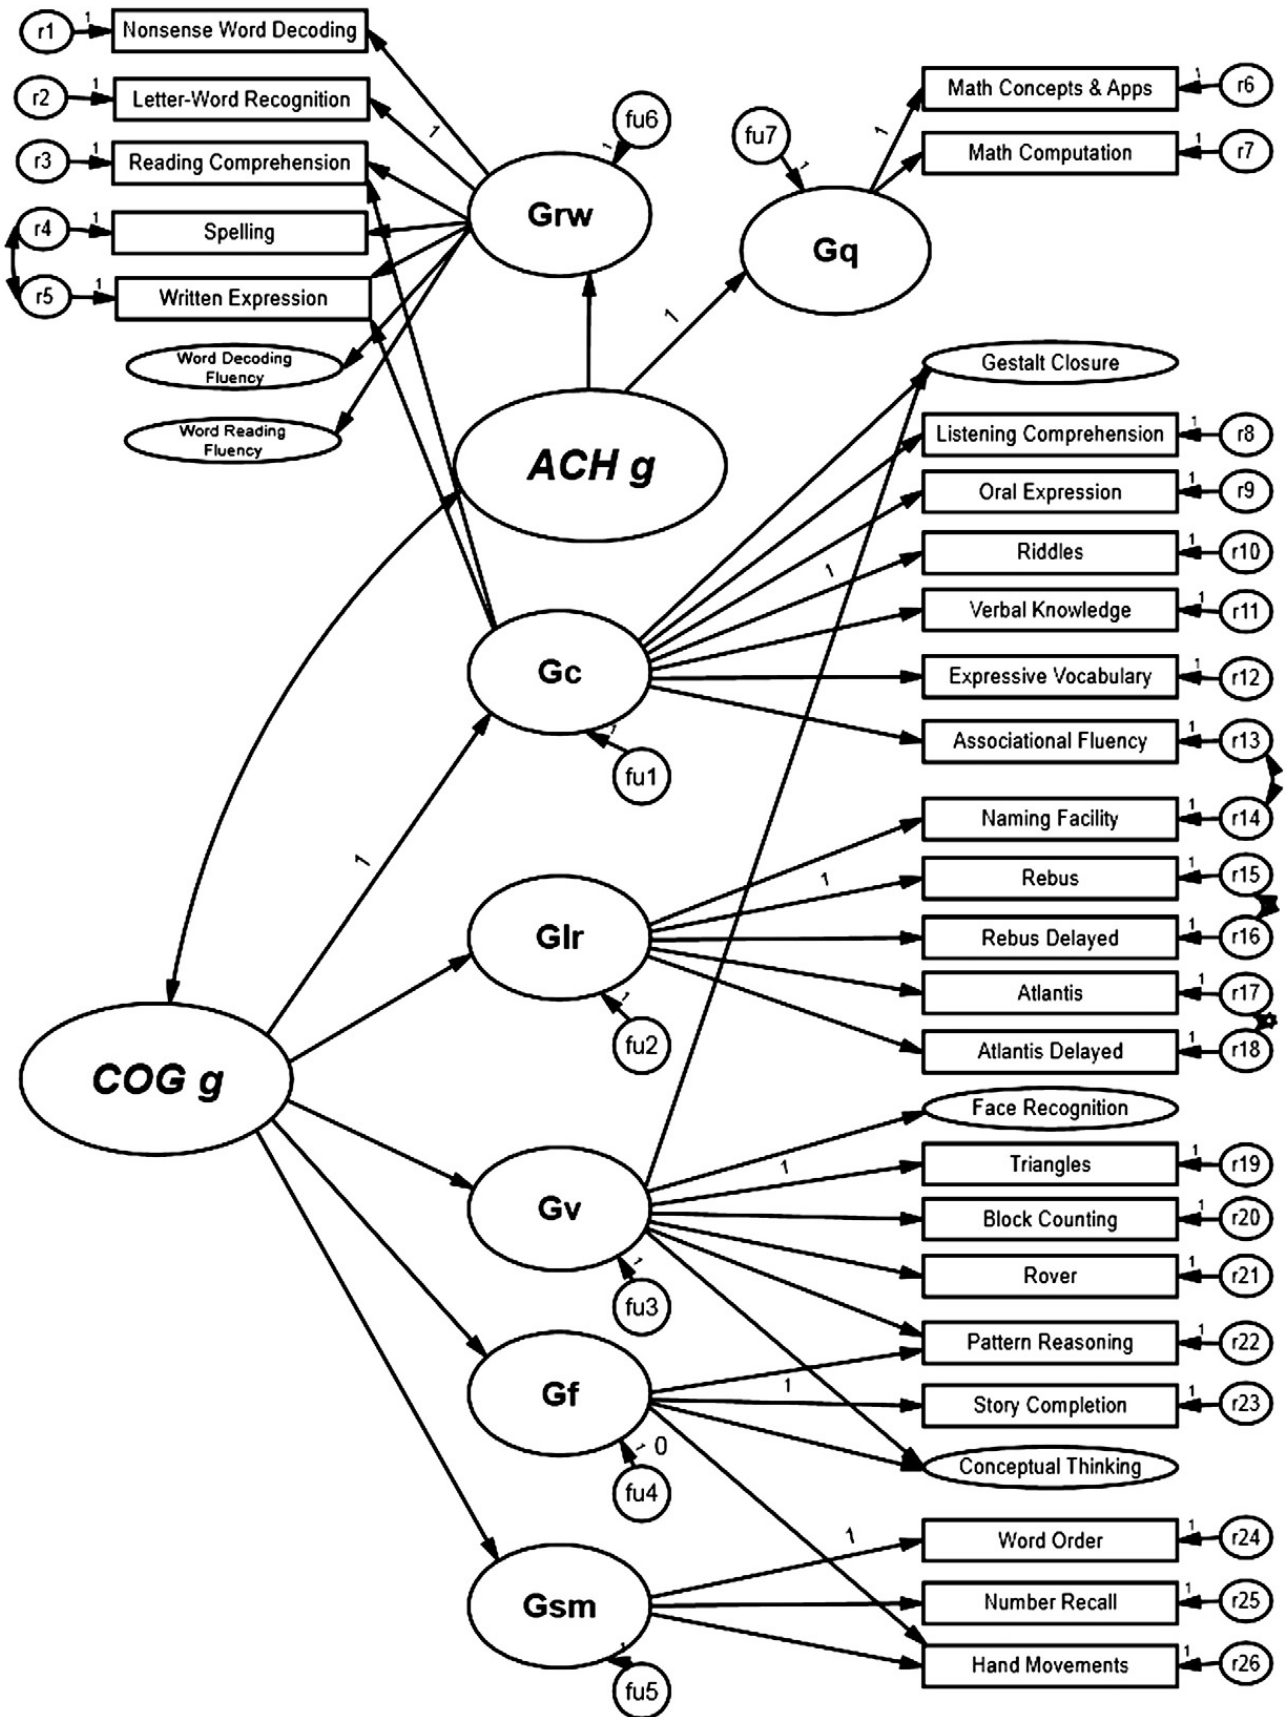 r1 1 Nonsense Word Decoding
r2 1 Letter-Word Recognition
1
r3 1 Reading Comprehension
r4 1 Spelling
r5 1 Written Expression
Word Decoding
Fluency
Word Reading
Fluency
fu6
1
Grw
fu7
1
Gq
1
Math Concepts & Apps 1 r6
Math Computation 1 r7
1
ACH g
Gestalt Closure
Listening Comprehension 1 r8
Oral Expression 1 r9
1
Riddles 1 r10
Verbal Knowledge 1 r11
Gc
Expressive Vocabulary 1 r12
Associational Fluency 1 r13
1
fu1
1
Naming Facility 1 r14
1
Rebus 1 r15
Glr
Rebus Delayed 1 r16
Atlantis 1 r17
1
fu2
Atlantis Delayed 1 r18
COG g
Face Recognition
1
Triangles 1 r19
Gv
Block Counting 1 r20
Rover 1 r21
1
fu3
Pattern Reasoning 1 r22
1
Gf
Story Completion 1 r23
1 0
fu4
Conceptual Thinking
1
Word Order 1 r24
Gsm
Number Recall 1 r25
1
fu5
Hand Movements 1 r26